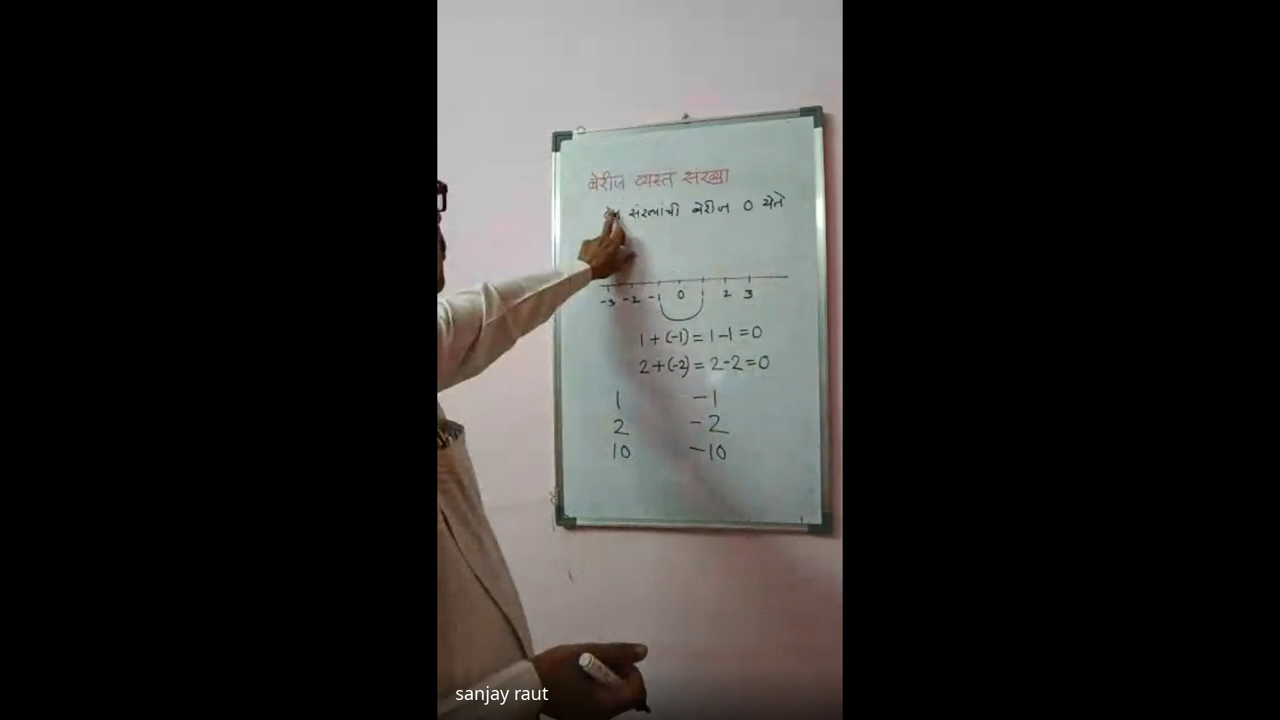 बेरीज व्यस्त संख्या
संख्यांची बेरीज 0 येते
-3 -2 -1 0 2 3
1 + (-1) = 1 - 1 = 0
2 + (-2) = 2 - 2 = 0
1 -1
2 -2
10 -10
sanjay raut